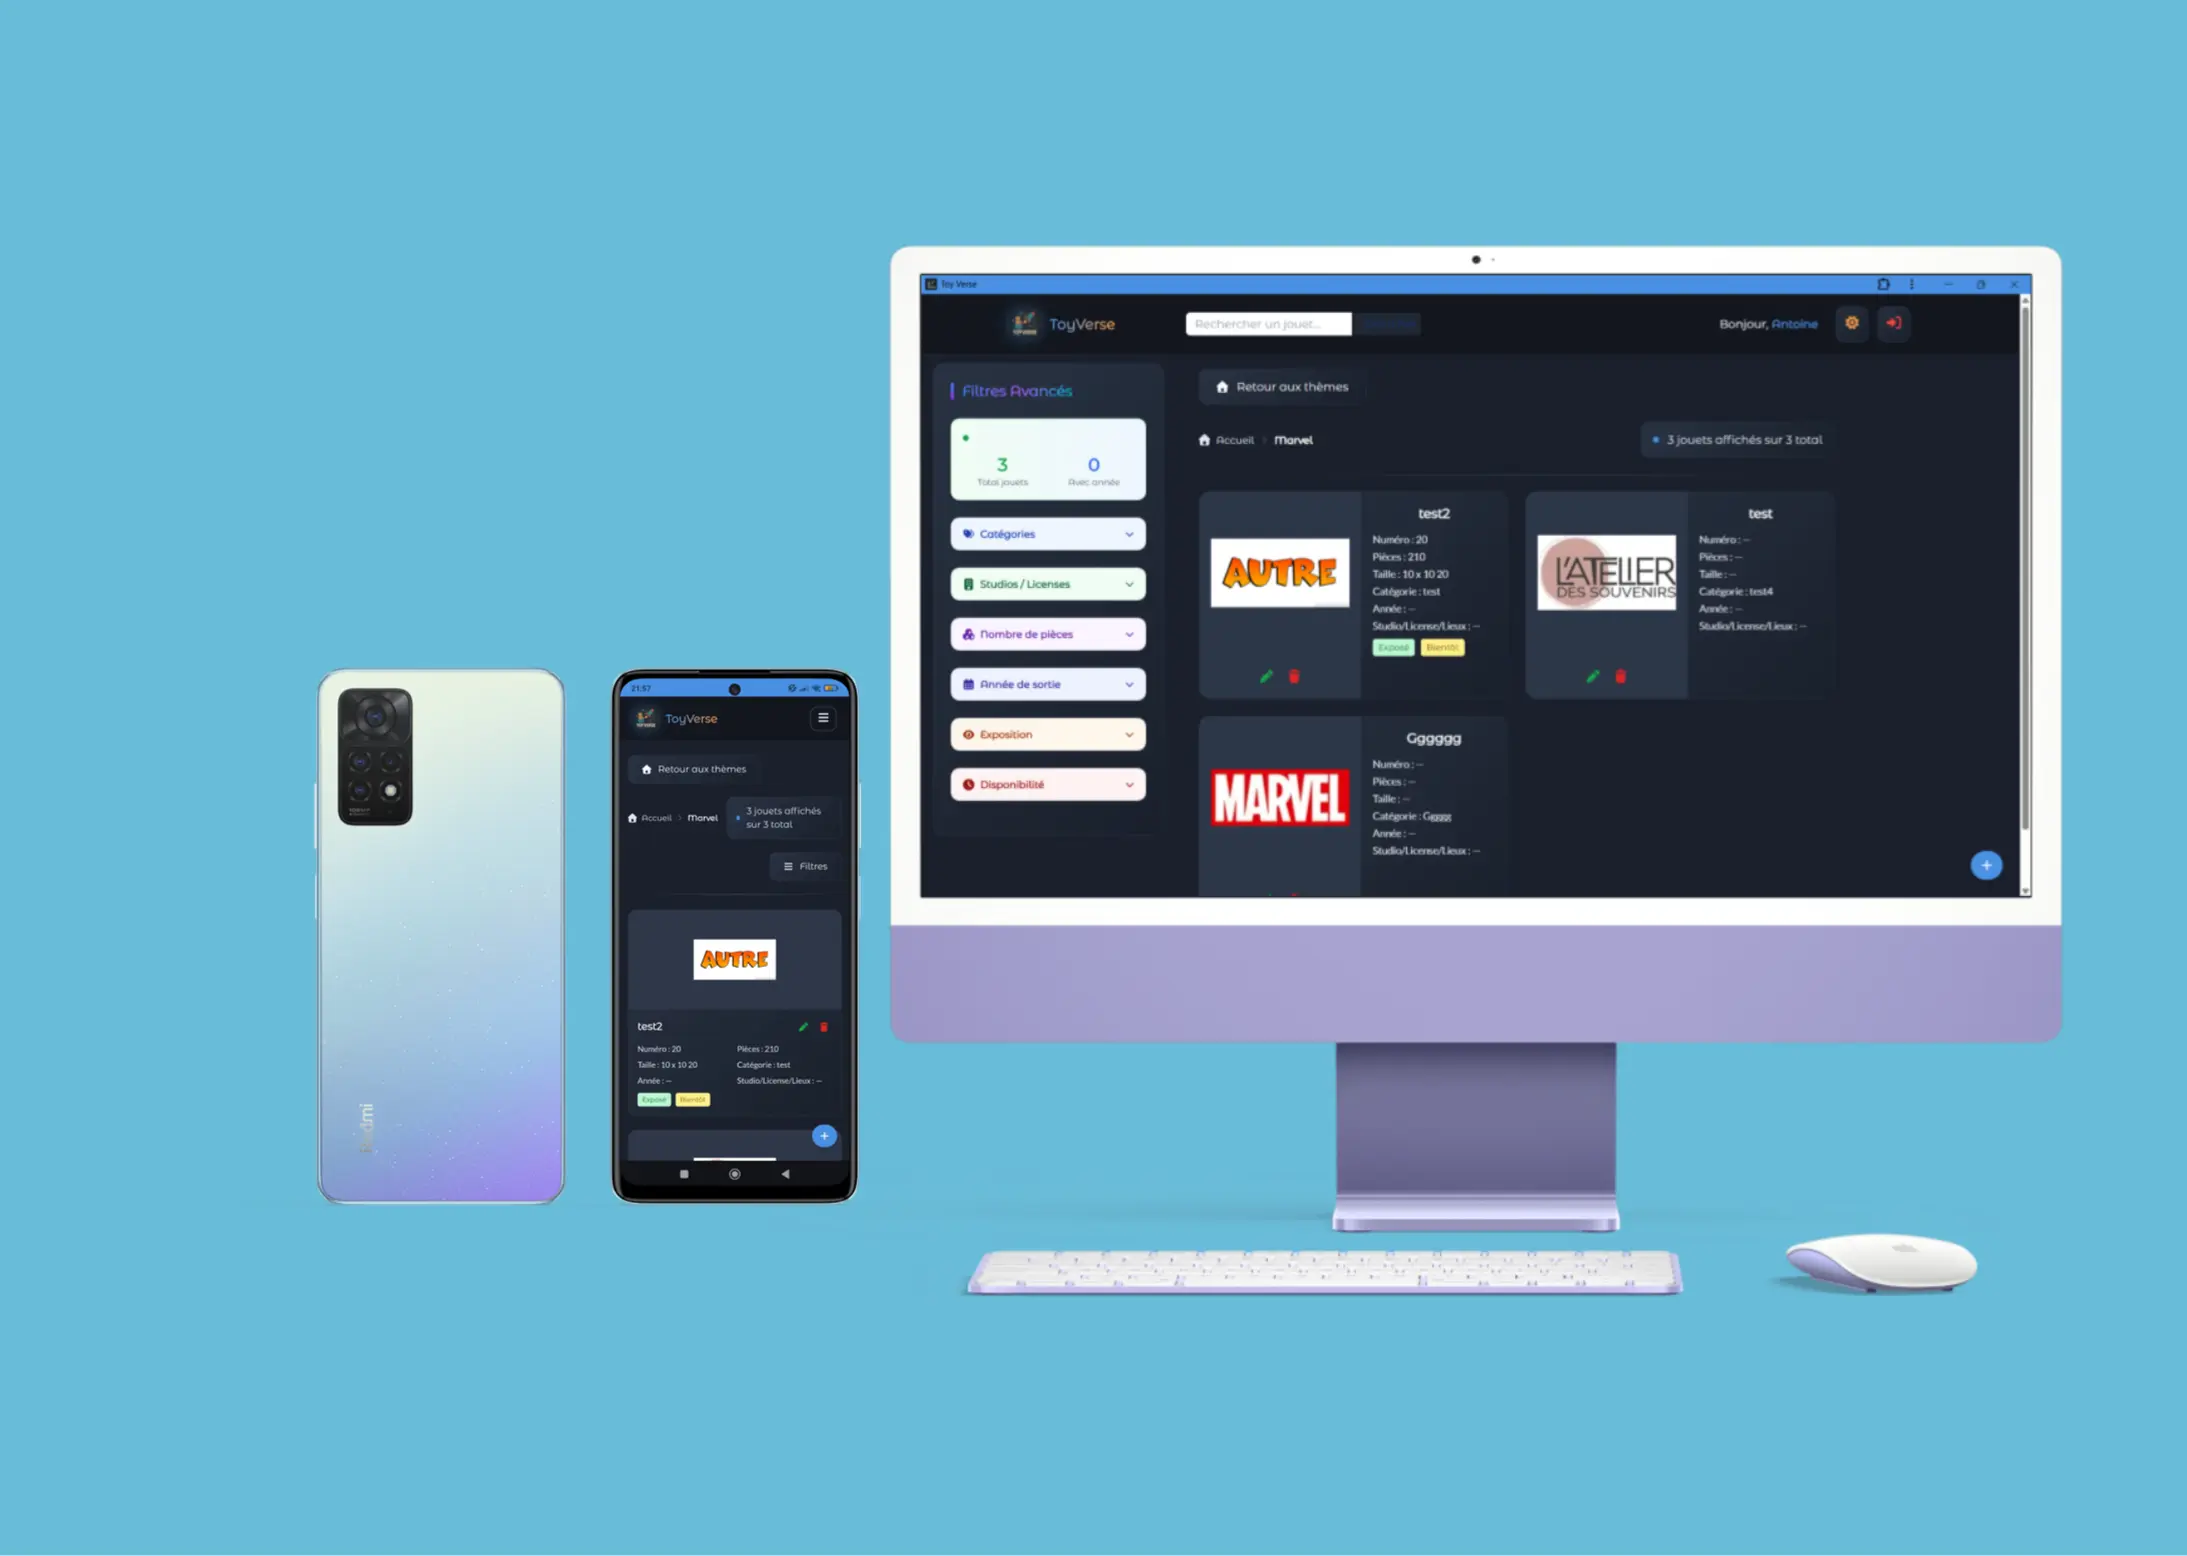 Redmi
21:57
ToyVerse
Retour aux thèmes
Accueil > Marvel
3 jouets affichés
sur 3 total
Filtres
AUTRE
test2
Numéro : 20
Pièces : 210
Taille : 10 x 10 20
Catégorie : test
Année : --
Studio/License/Lieux : --
Exposé
Bientôt
+
Toy Verse
ToyVerse
Rechercher un jouet...
Bonjour, Antoine
Filtres Avancés
3
Total jouets
0
Avec année
Catégories
Studios / Licenses
Nombre de pièces
Année de sortie
Exposition
Disponibilité
Retour aux thèmes
Accueil > Marvel
3 jouets affichés sur 3 total
AUTRE
test2
Numéro : 20
Pièces : 210
Taille : 10 x 10 20
Catégorie : test
Année : --
Studio/License/Lieux : --
Exposé
Bientôt
L'ATELIER
DES SOUVENIRS
test
Numéro : --
Pièces : --
Taille : --
Catégorie : test4
Année : --
Studio/License/Lieux : --
MARVEL
Gggggg
Numéro : --
Pièces : --
Taille : --
Catégorie : Ggggg
Année : --
Studio/License/Lieux : --
+